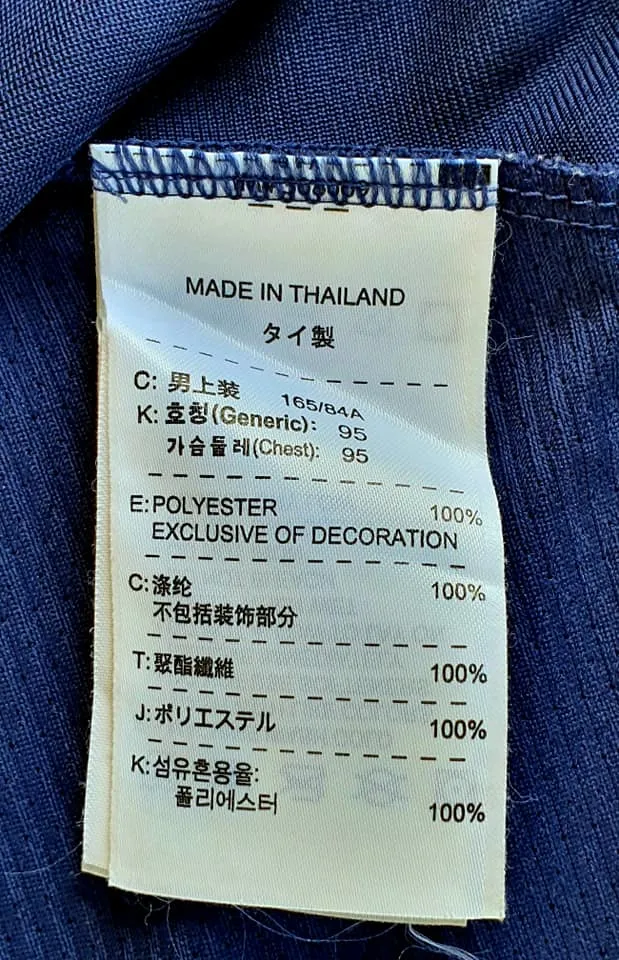 MADE IN THAILAND
タイ製
C: 男上装 165/84A
K: 호칭(Generic): 95
가슴둘레(Chest): 95
E: POLYESTER 100%
EXCLUSIVE OF DECORATION
C: 涤纶 100%
不包括装饰部分
T: 聚酯纖維 100%
J: ポリエステル 100%
K: 섬유혼용율:
폴리에스터 100%